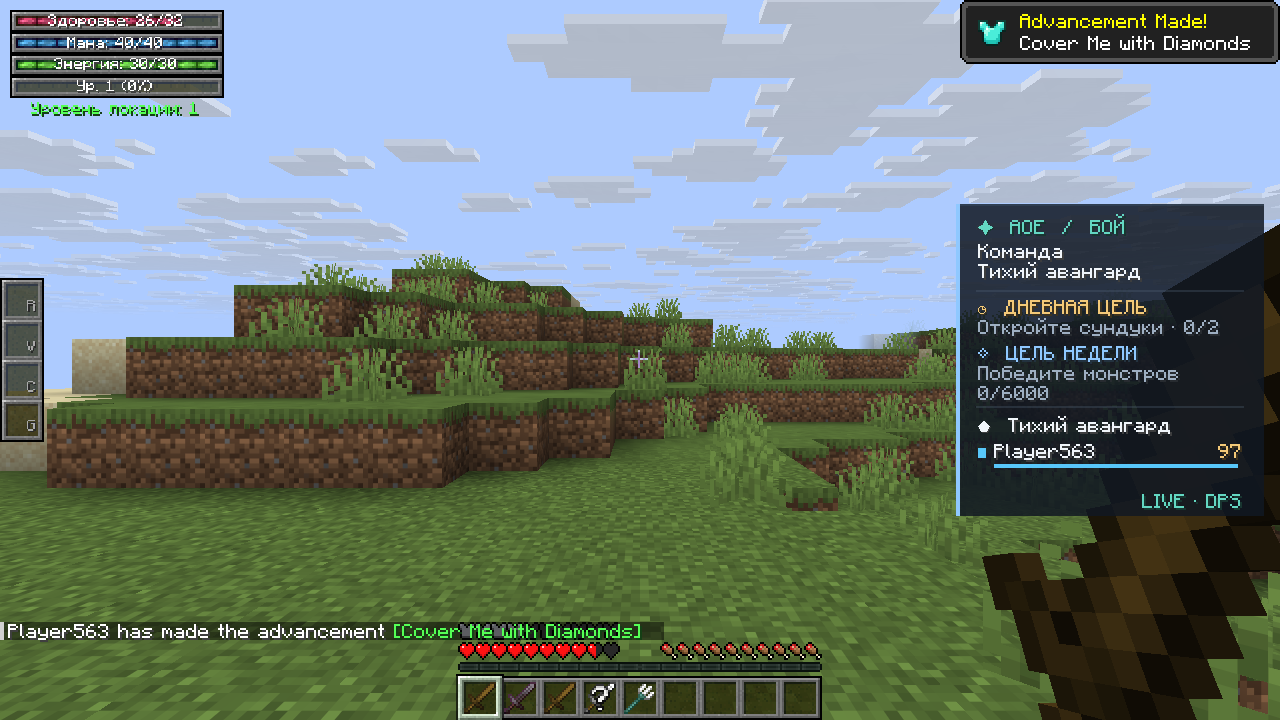 Здоровье: 26/32
Мана: 40/40
Энергия: 30/30
Ур. 1 (0%)
Уровень локации: 1
Advancement Made!
Cover Me with Diamonds
AOE / БОЙ
Команда
Тихий авангард
ДНЕВНАЯ ЦЕЛЬ
Откройте сундуки · 0/2
ЦЕЛЬ НЕДЕЛИ
Победите монстров
0/6000
Тихий авангард
Player563 97
LIVE · DPS
R
V
C
G
Player563 has made the advancement [Cover Me with Diamonds]